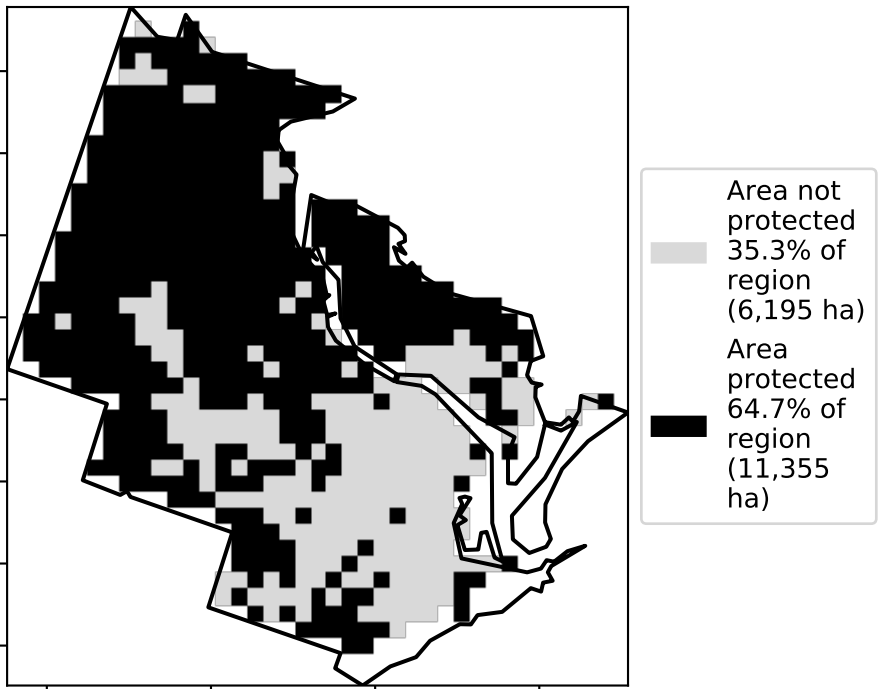 Area not
protected
35.3% of
region
(6,195 ha)
Area
protected
64.7% of
region
(11,355
ha)